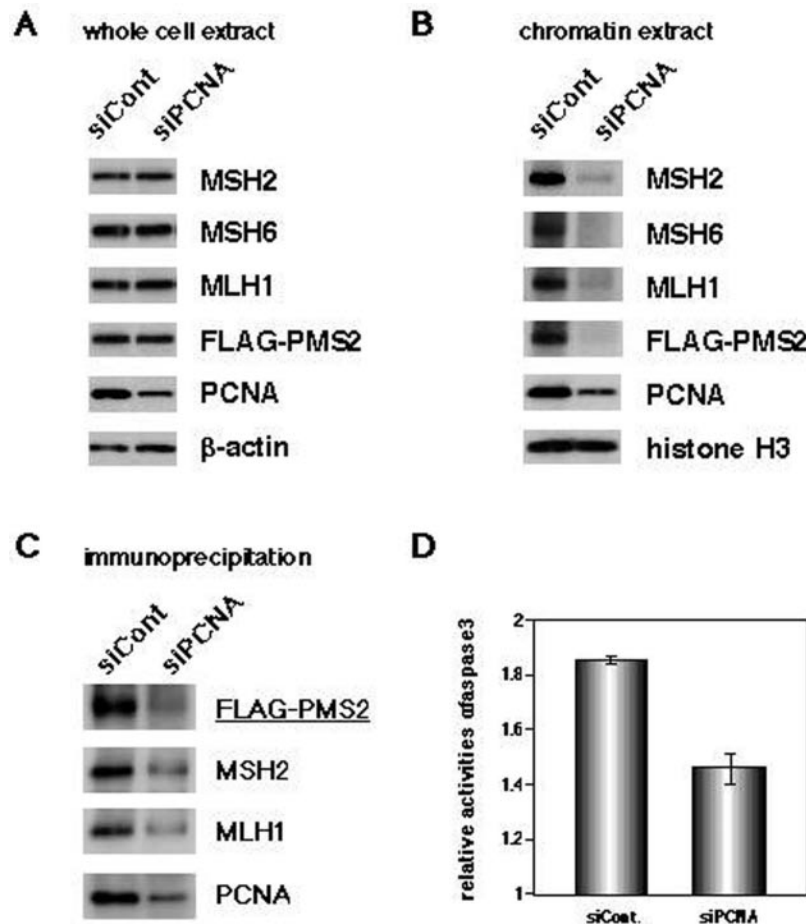 A whole cell extract
siCont siPCNA
MSH2
MSH6
MLH1
FLAG-PMS2
PCNA
β-actin
B chromatin extract
siCont siPCNA
MSH2
MSH6
MLH1
FLAG-PMS2
PCNA
histone H3
C immunoprecipitation
siCont siPCNA
FLAG-PMS2
MSH2
MLH1
PCNA
D
relative activities
2
1.8
1.6
1.4
1.2
1
siCont. siPCNA